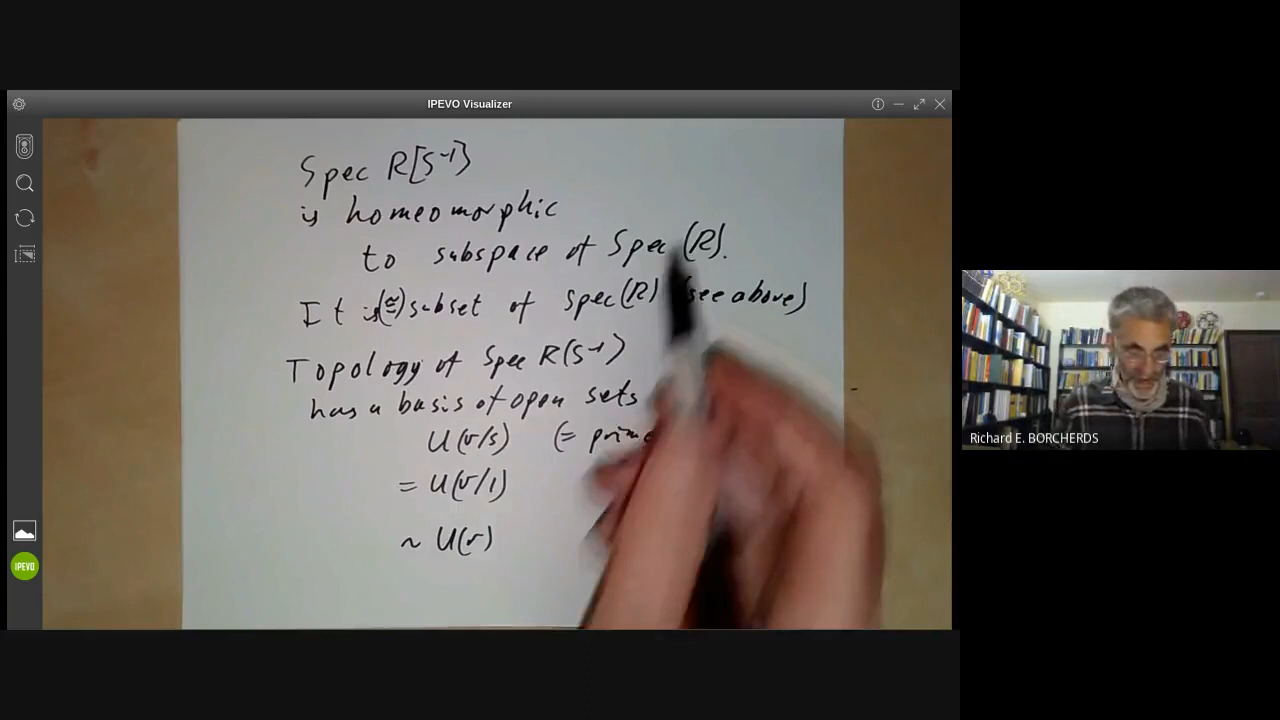 IPEVO Visualizer
Spec R[S⁻¹]
is homeomorphic
to subspace of Spec(R).
It is(≅)subset of Spec(R) (see above)
Topology of Spec R(S⁻¹)
has a basis of open sets
U(r/s) (=
= U(r/1)
~ U(r)
IPEVO
Richard E. BORCHERDS